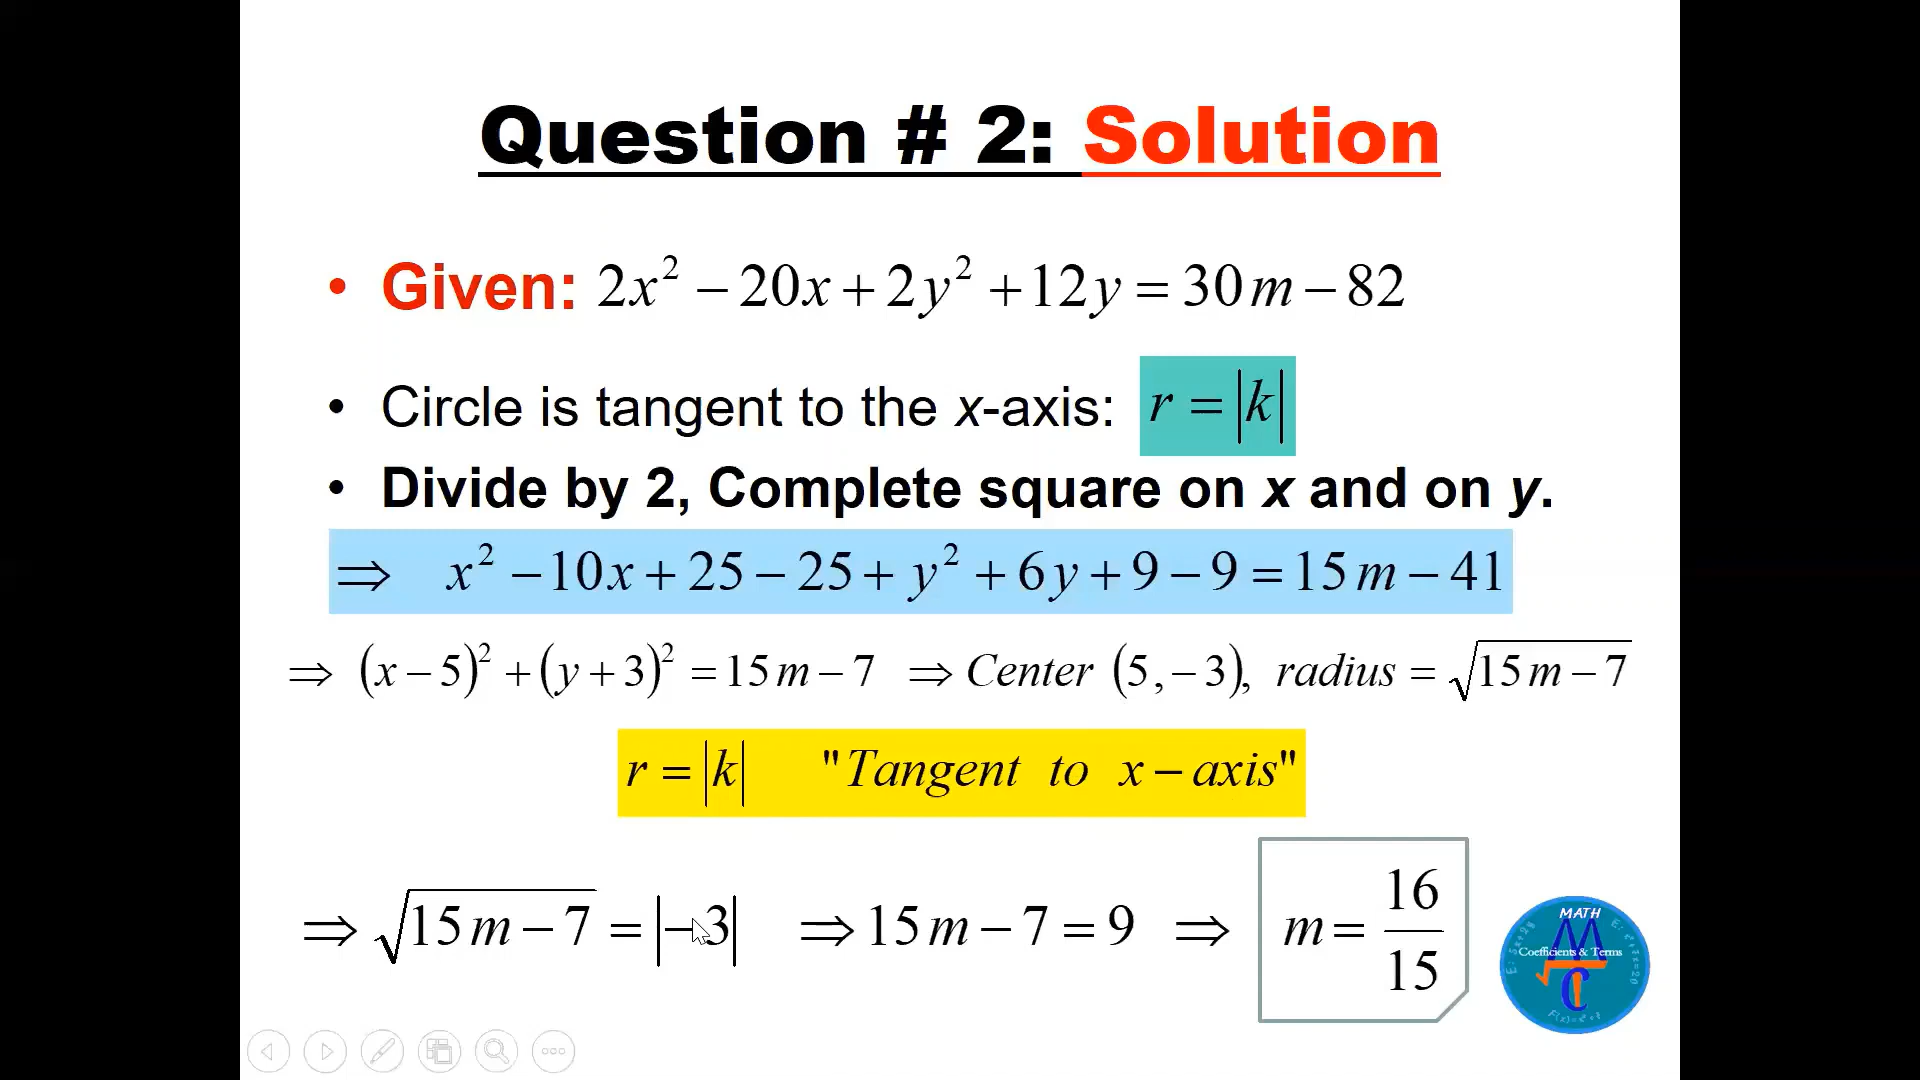 Question # 2: Solution
• Given: 2x² − 20x + 2y² + 12y = 30m − 82
• Circle is tangent to the x-axis: r = |k|
• Divide by 2, Complete square on x and on y.
⇒ x² − 10x + 25 − 25 + y² + 6y + 9 − 9 = 15m − 41
⇒ (x − 5)² + (y + 3)² = 15m − 7 ⇒ Center (5, −3), radius = √(15m − 7)
r = |k| "Tangent to x − axis"
⇒ √(15m − 7) = |−3| ⇒ 15m − 7 = 9 ⇒ m = 16/15
MATH
M
Coefficients & Terms
C